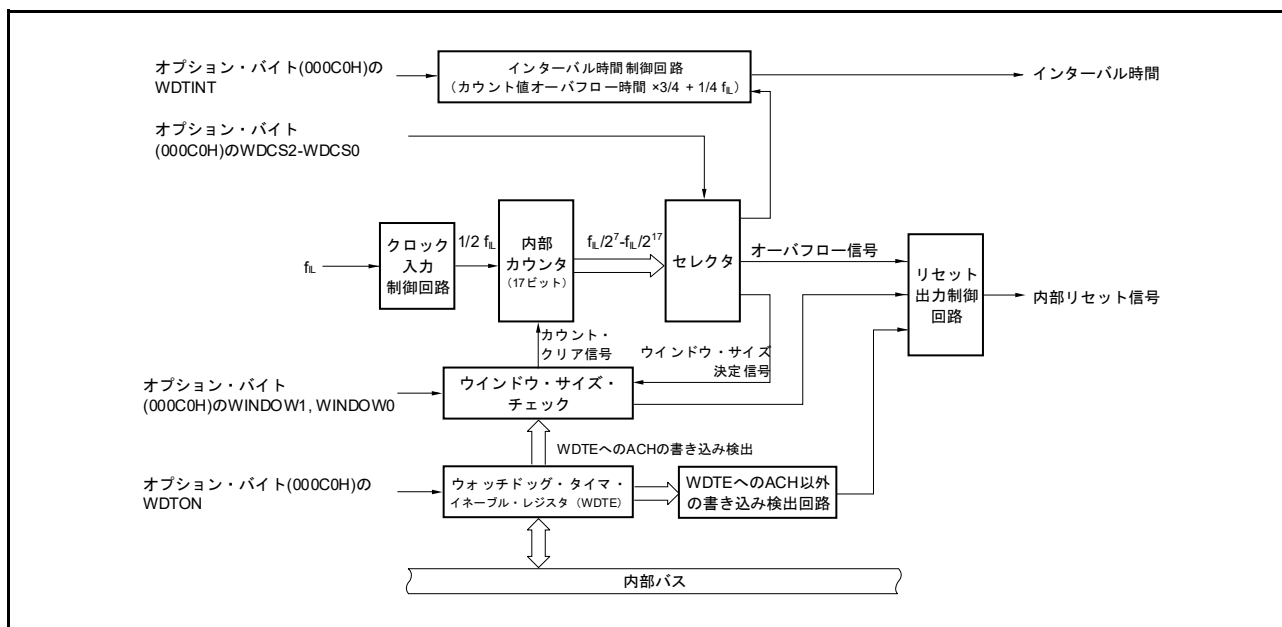 オプション・バイト(000C0H)の
WDTINT
インターバル時間制御回路
（カウント値オーバフロー時間 ×3/4 + 1/4 fIL）
インターバル時間
オプション・バイト
(000C0H)のWDCS2-WDCS0
fIL
クロック
入力
制御回路
1/2 fIL
内部
カウンタ
（17ビット）
fIL/2⁷-fIL/2¹⁷
セレクタ
オーバフロー信号
リセット
出力制御
回路
内部リセット信号
カウント・
クリア信号
ウインドウ・サイズ
決定信号
オプション・バイト
(000C0H)のWINDOW1, WINDOW0
ウインドウ・サイズ・
チェック
WDTEへのACHの書き込み検出
オプション・バイト(000C0H)の
WDTON
ウォッチドッグ・タイマ・
イネーブル・レジスタ（WDTE）
WDTEへのACH以外
の書き込み検出回路
内部バス